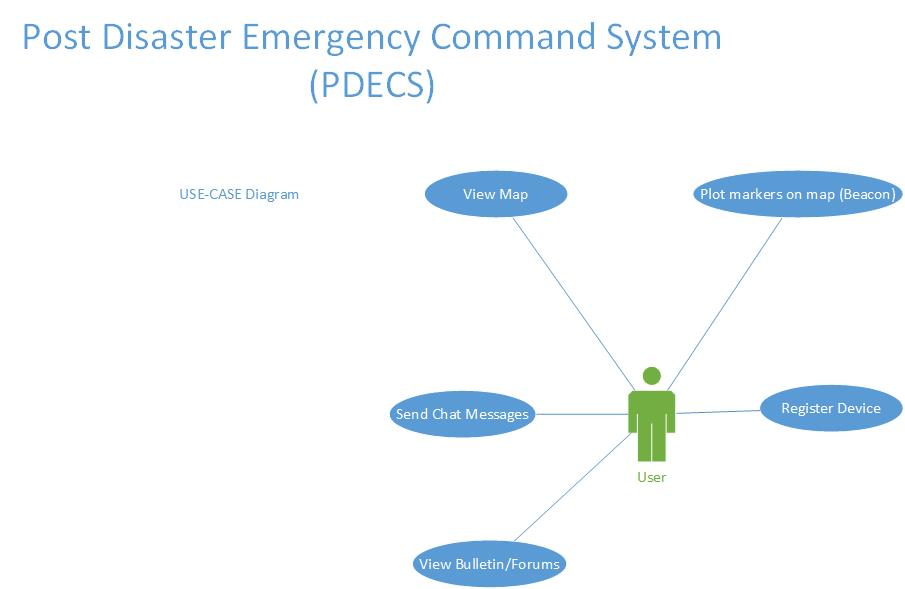 Post Disaster Emergency Command System
(PDECS)
USE-CASE Diagram
View Map
Plot markers on map (Beacon)
Send Chat Messages
Register Device
User
View Bulletin/Forums